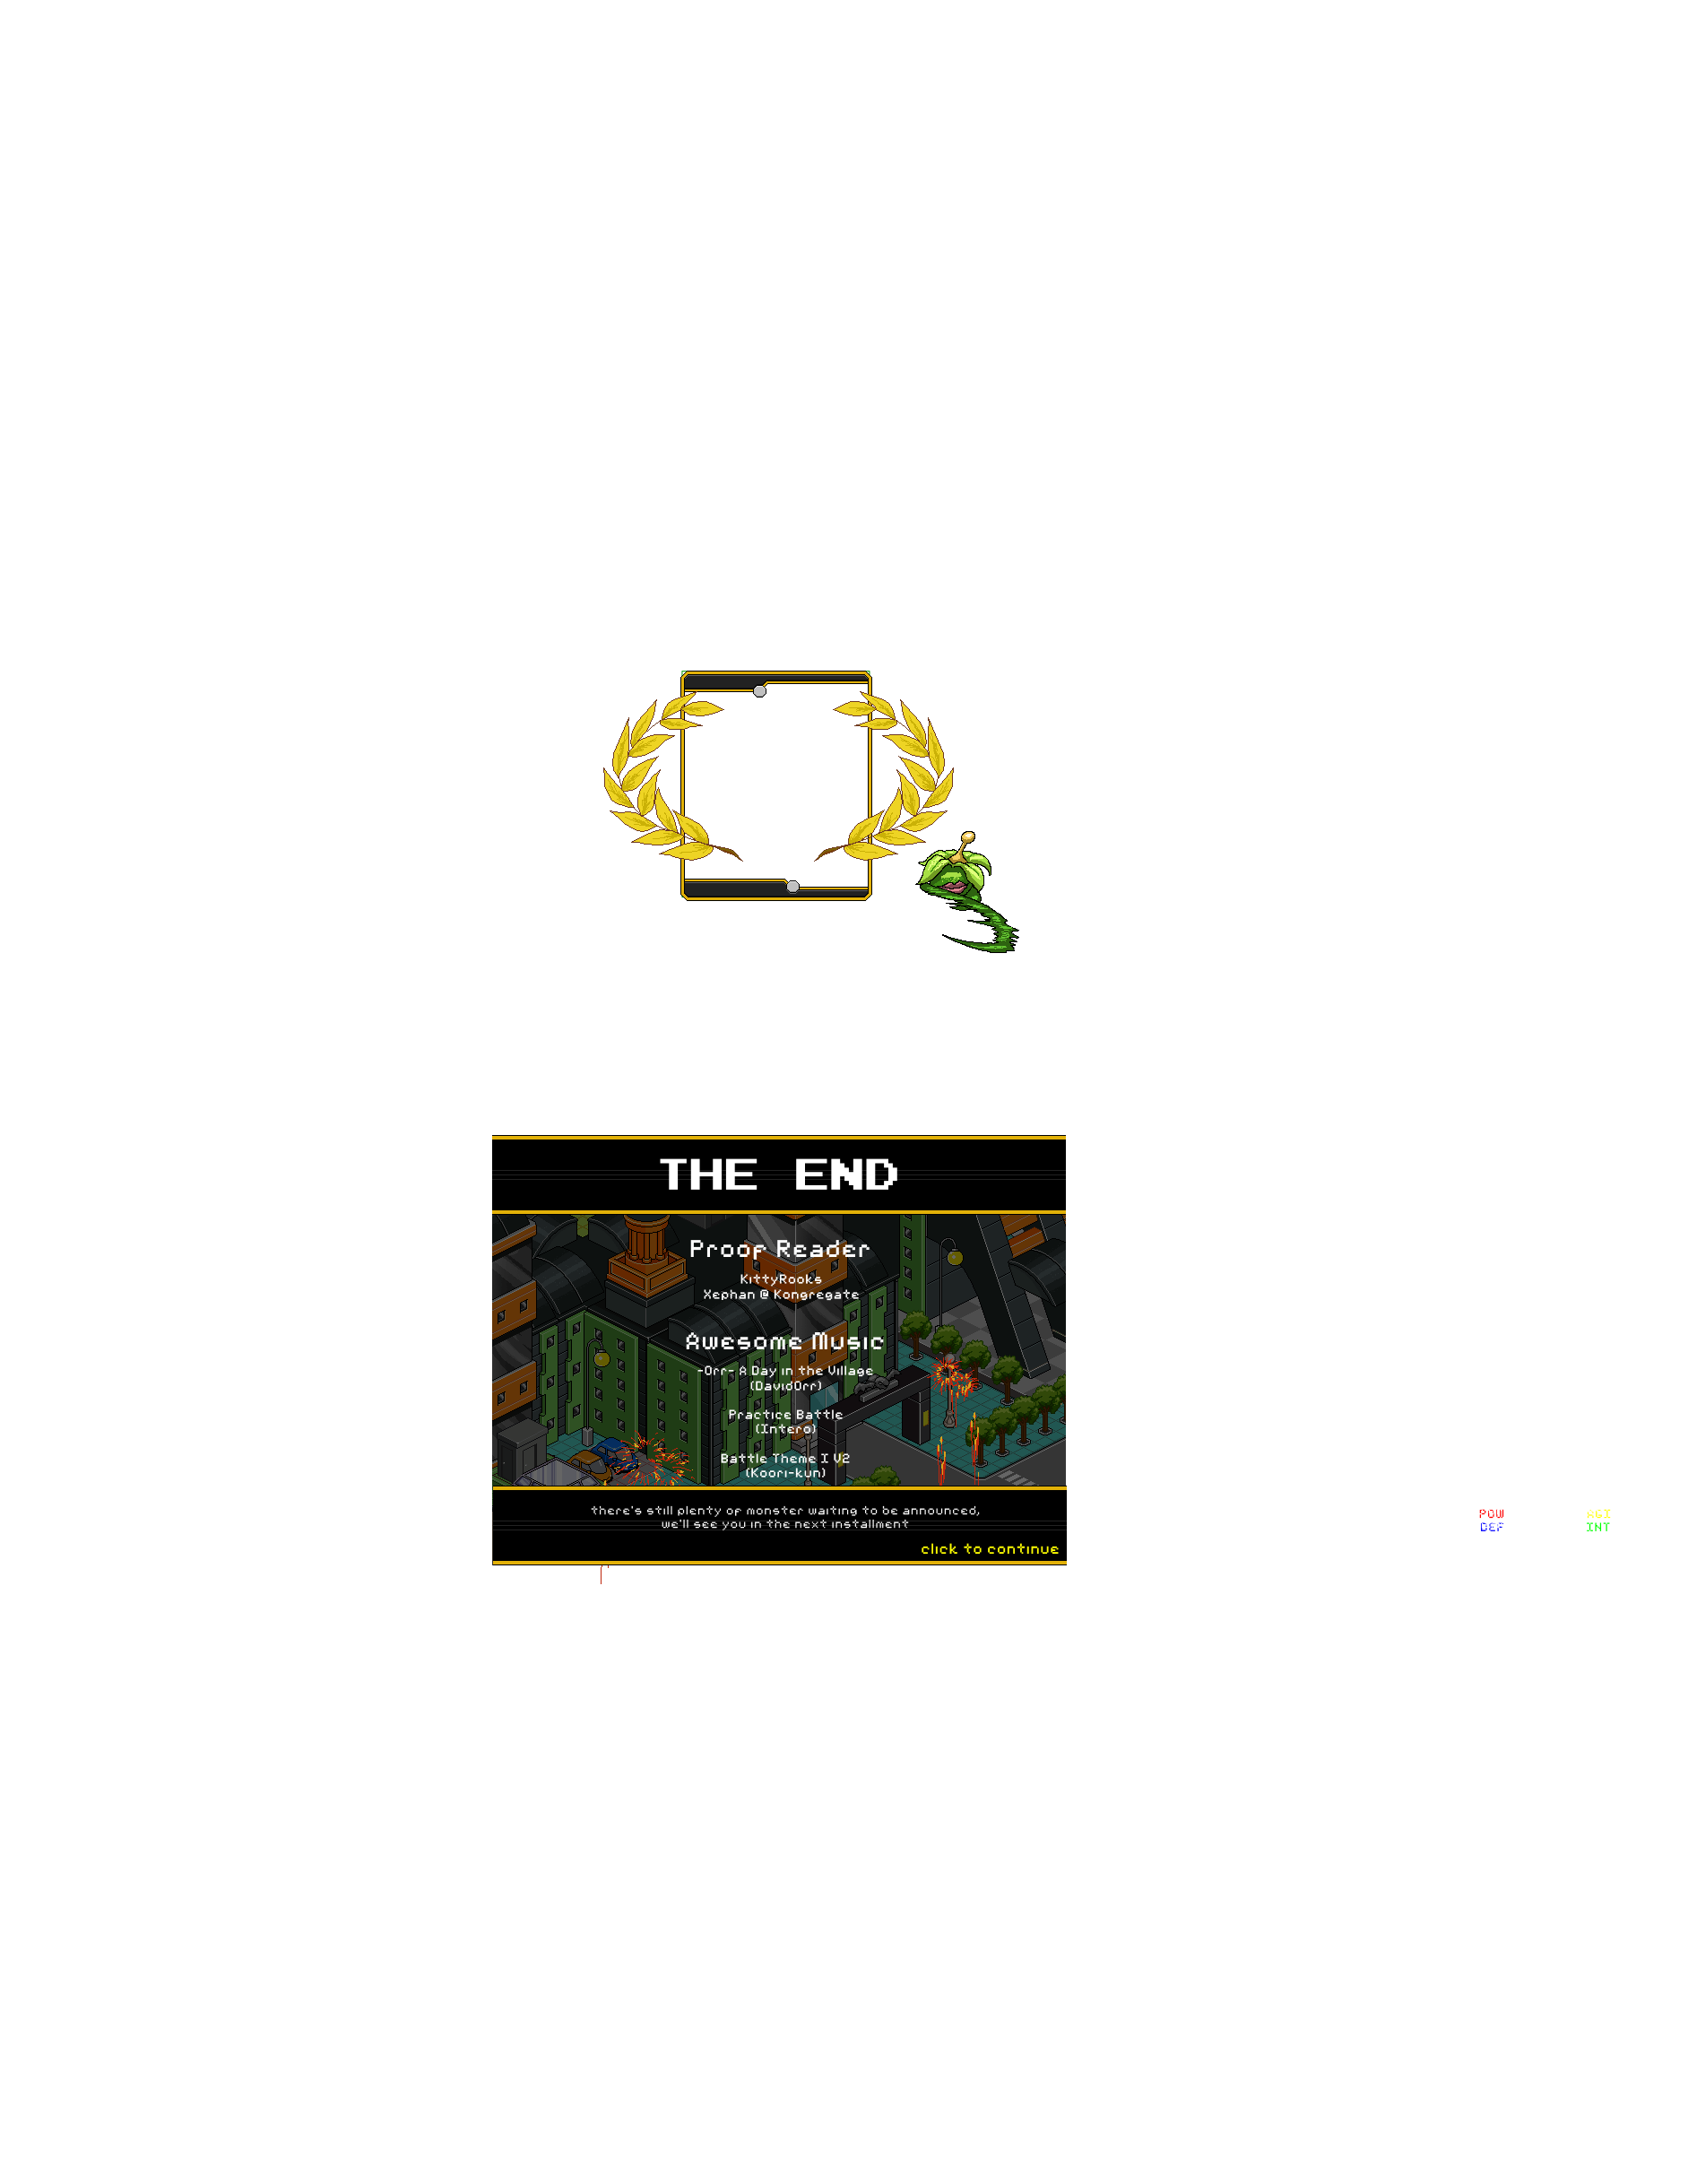 THE END
Proof Reader
KittyRooks
Xephan @ Kongregate
Awesome Music
-Orr- A Day in the Village
(DavidOrr)
Practice Battle
(Intero)
Battle Theme I V2
(Koori-kun)
there's still plenty of monster waiting to be announced,
we'll see you in the next installment
click to continue
POW AGI
DEF INT